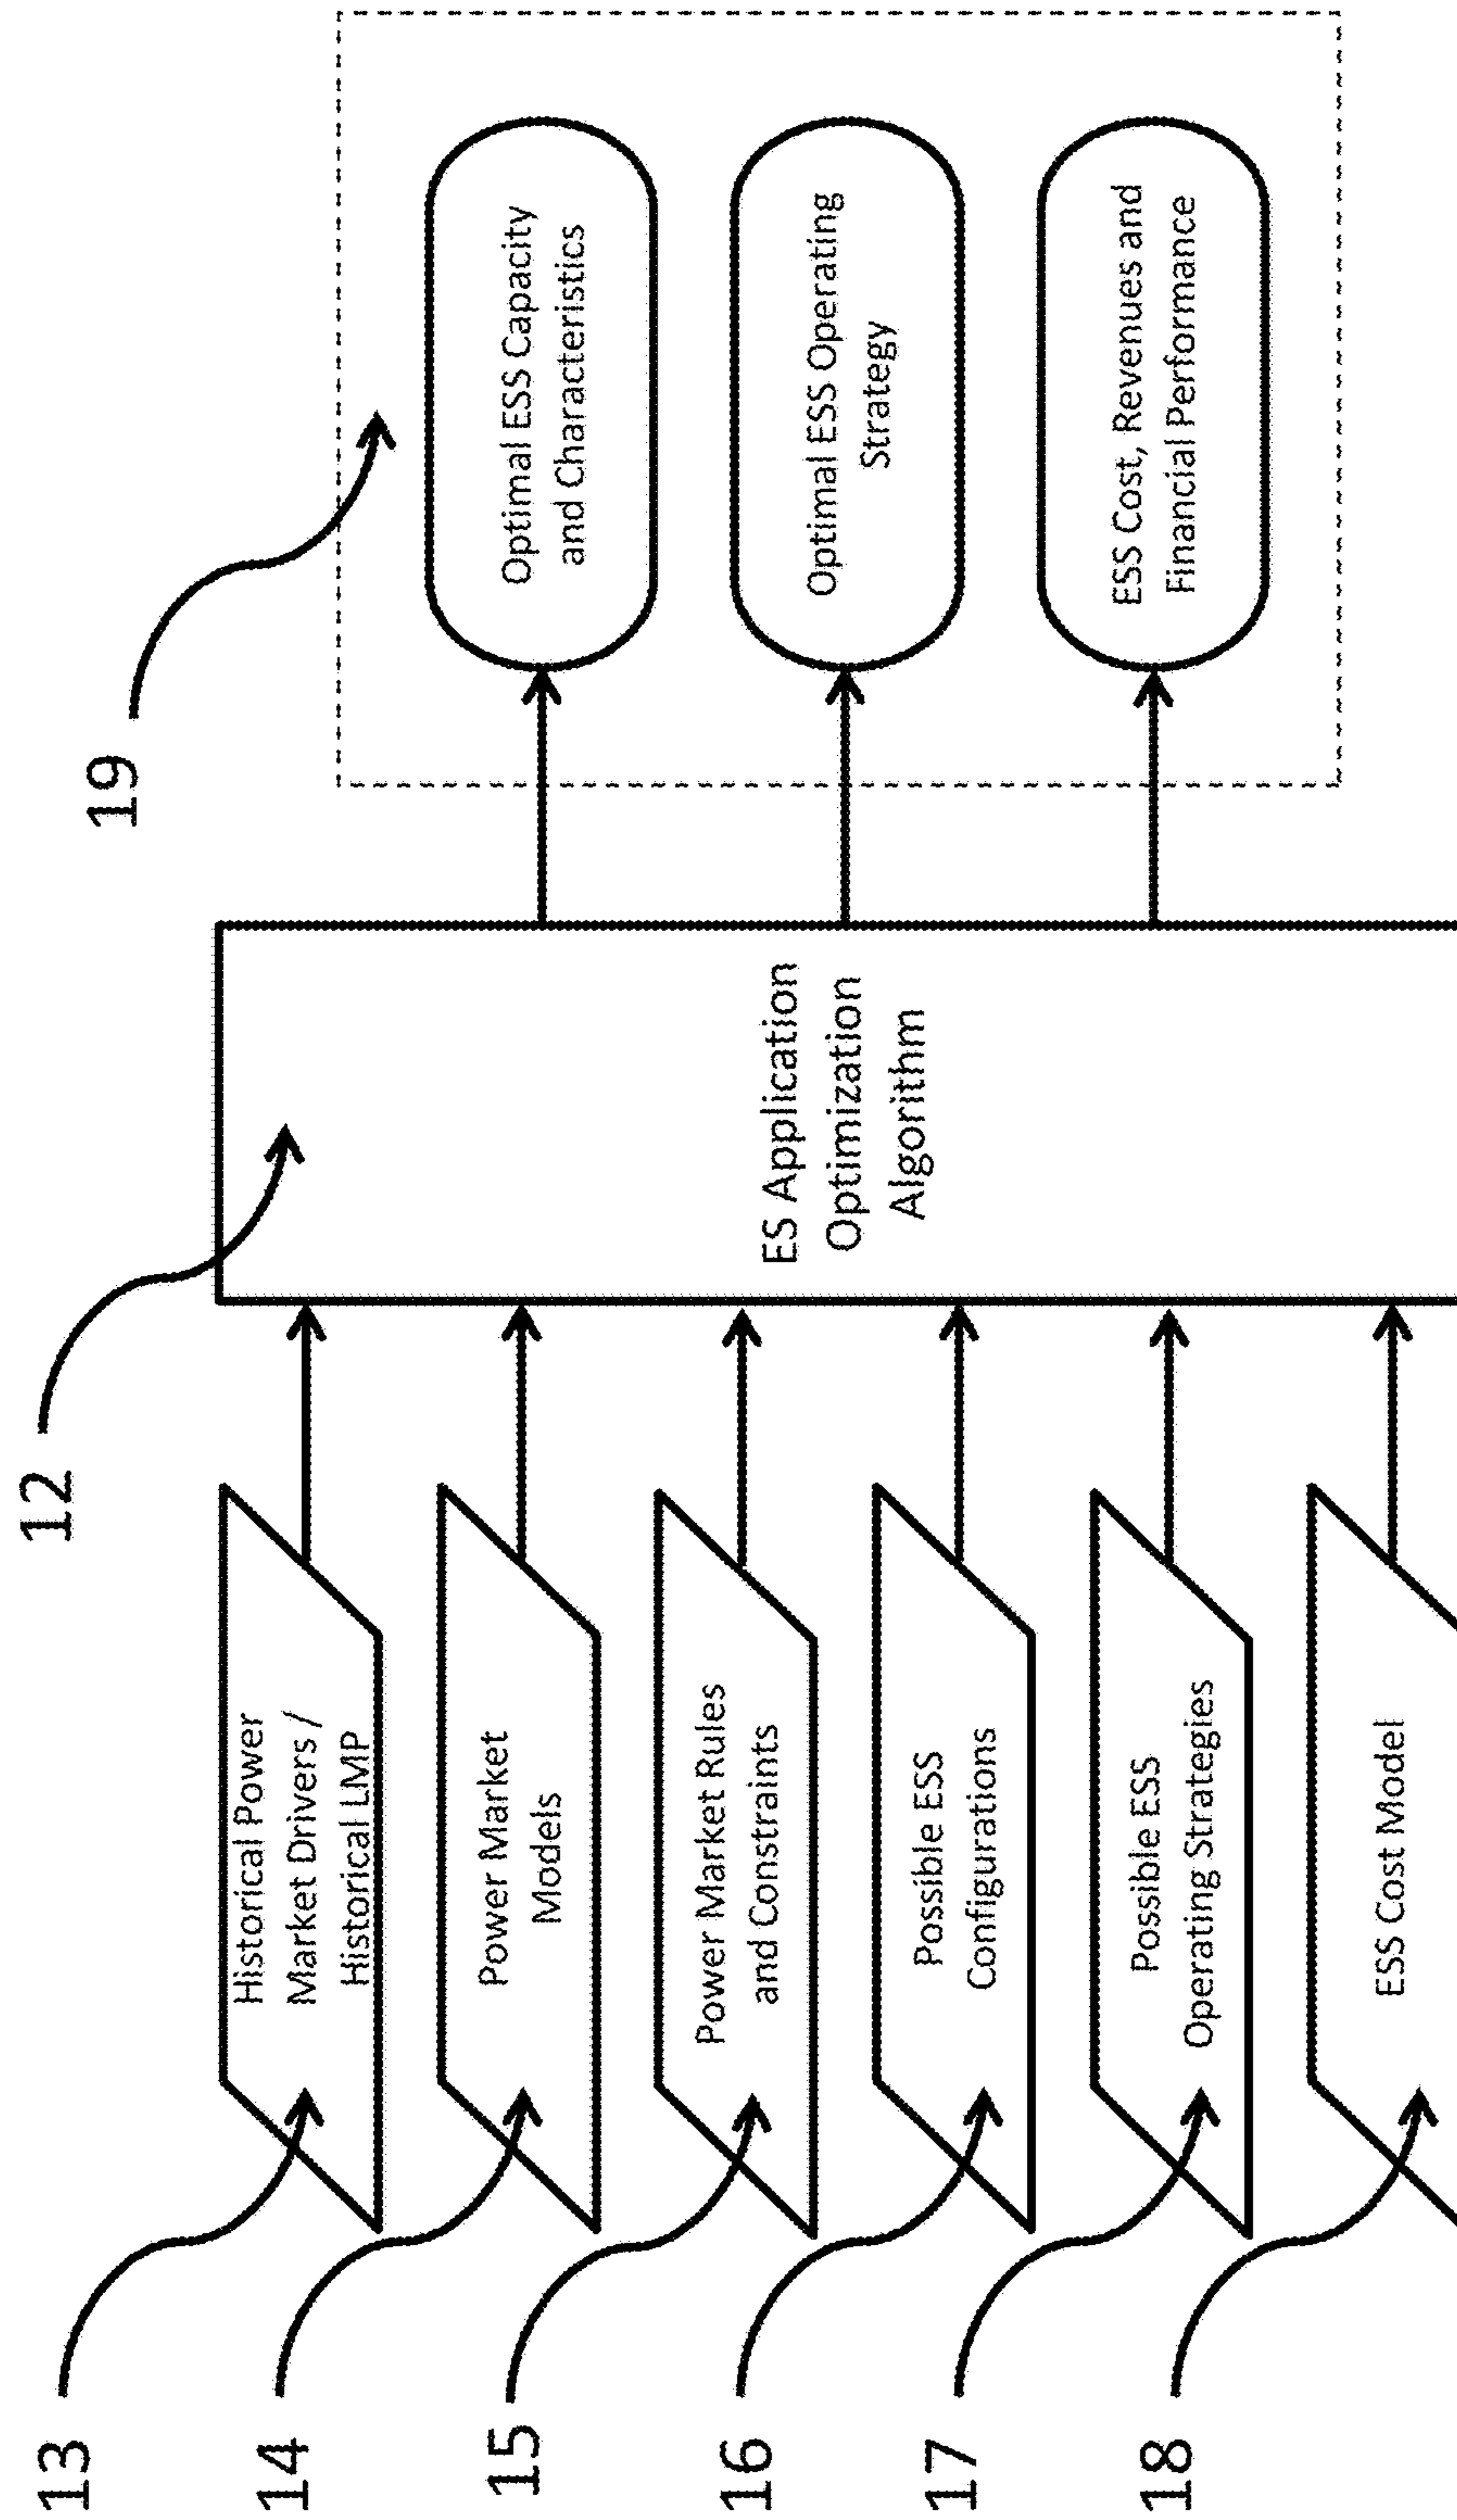 13
Historical Power
Market Drivers /
Historical LMP
14
Power Market
Models
15
Power Market Rules
and Constraints
16
Possible ESS
Configurations
17
Possible ESS
Operating Strategies
18
ESS Cost Model
12
ES Application
Optimization
Algorithm
19
Optimal ESS Capacity
and Characteristics
Optimal ESS Operating
Strategy
ESS Cost, Revenues and
Financial Performance